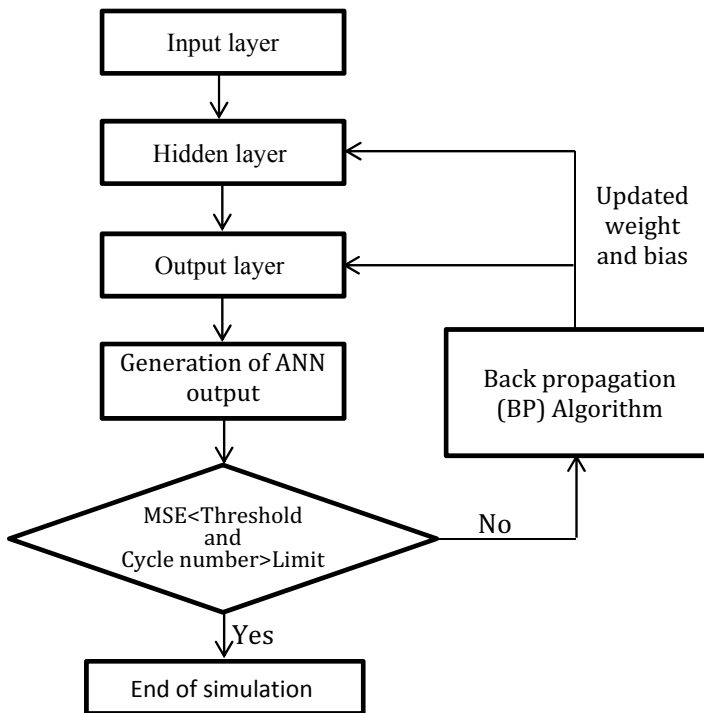 Input layer
Hidden layer
Updated
weight
and bias
Output layer
Generation of ANN
output
Back propagation
(BP) Algorithm
MSE<Threshold
and
Cycle number>Limit
No
Yes
End of simulation